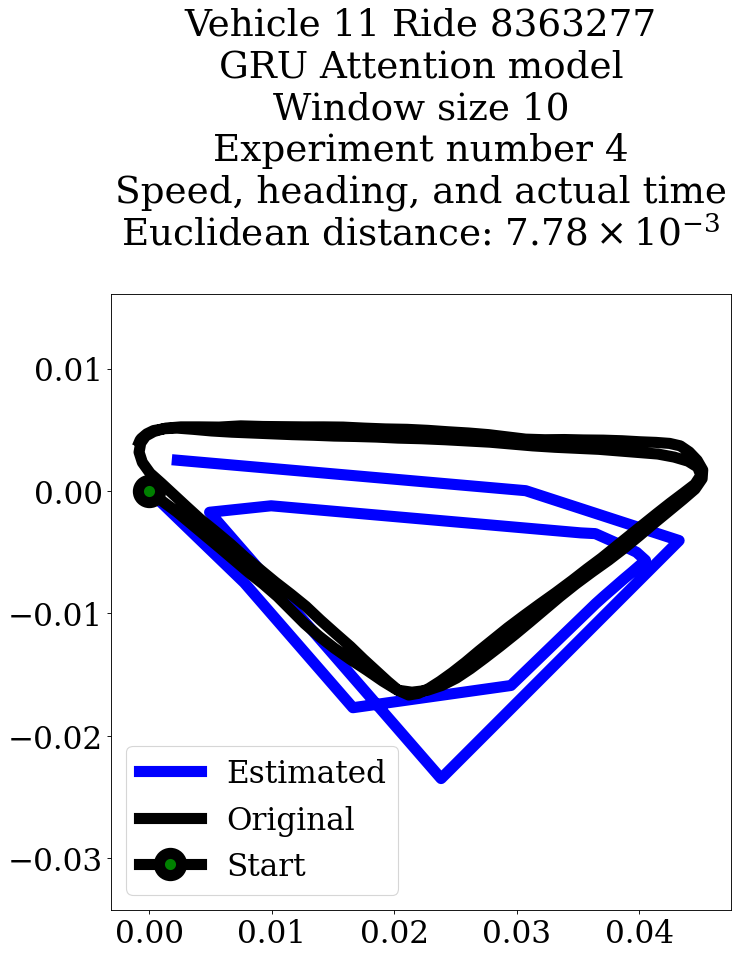 Vehicle 11 Ride 8363277
GRU Attention model
Window size 10
Experiment number 4
Speed, heading, and actual time
Euclidean distance: 7.78 × 10⁻³
0.01
0.00
−0.01
−0.02
−0.03
Estimated
Original
Start
0.00 0.01 0.02 0.03 0.04